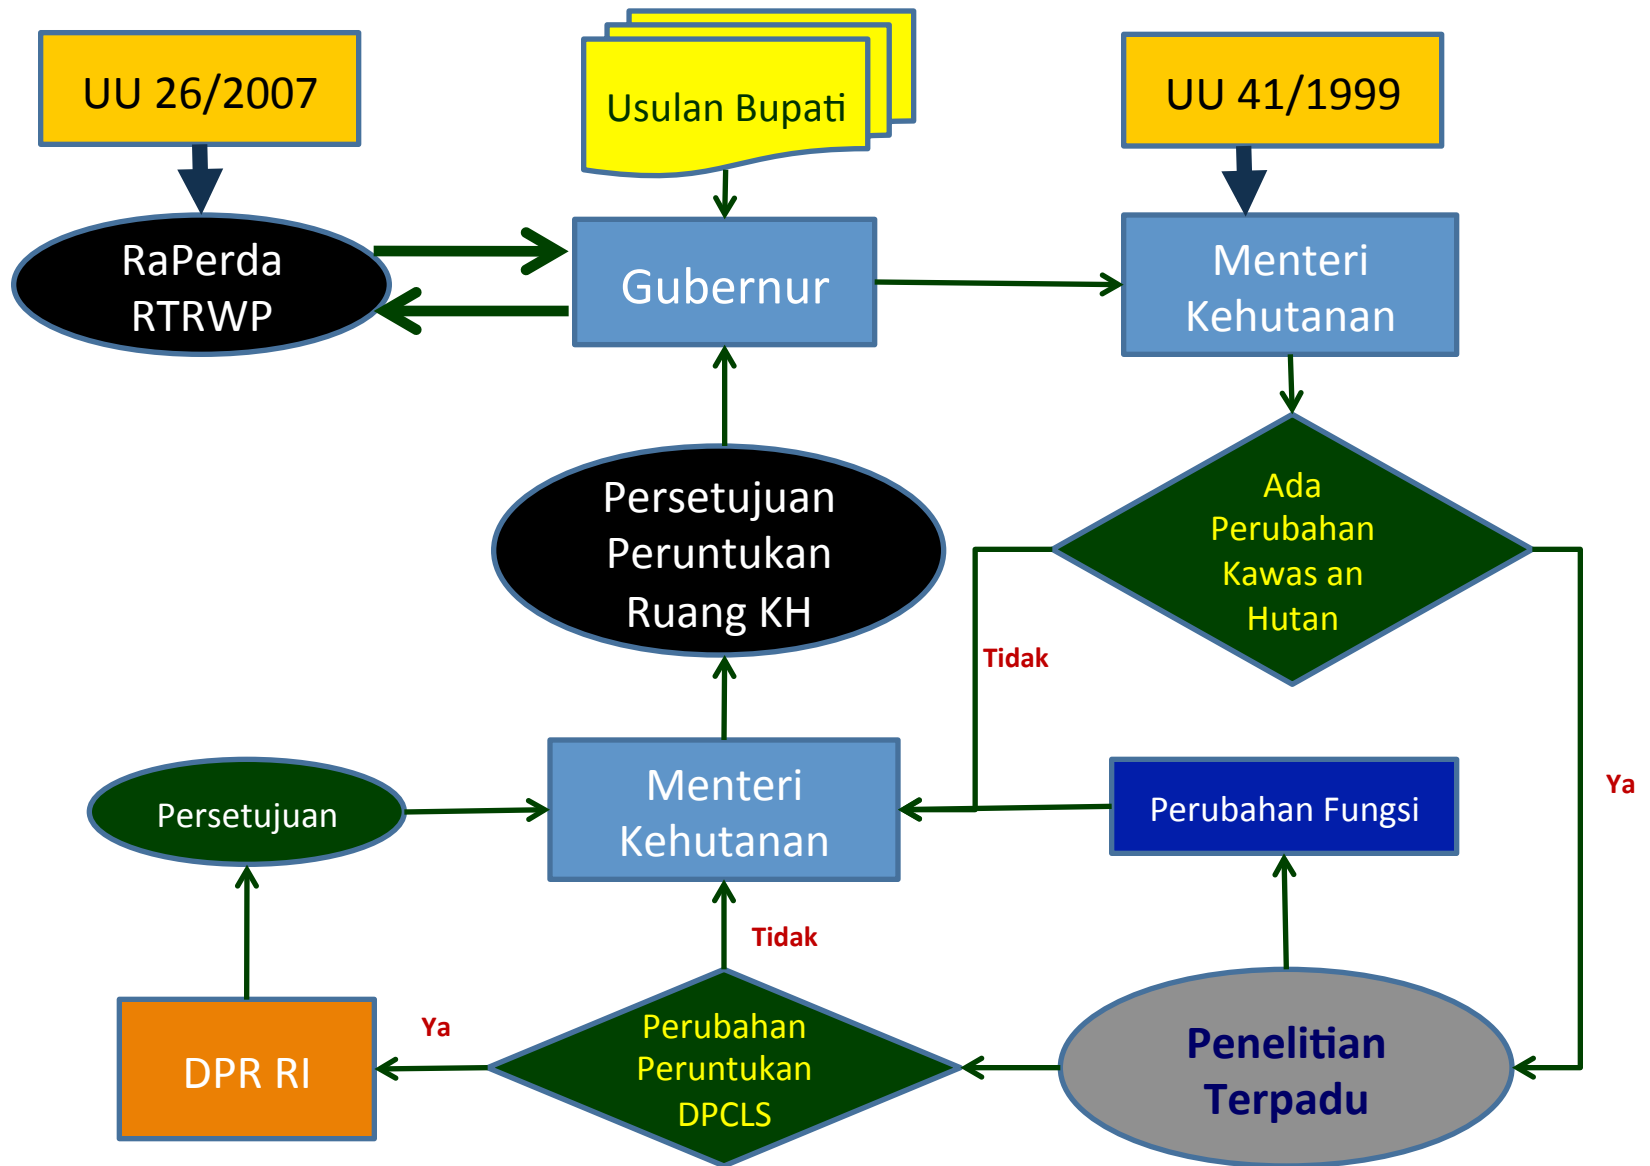 UU 26/2007
Usulan Bupati
UU 41/1999
RaPerda
RTRWP
Gubernur
Menteri
Kehutanan
Persetujuan
Peruntukan
Ruang KH
Ada
Perubahan
Kawas an
Hutan
Tidak
Ya
Persetujuan
Menteri
Kehutanan
Perubahan Fungsi
Tidak
Ya
DPR RI
Perubahan
Peruntukan
DPCLS
Penelitian
Terpadu